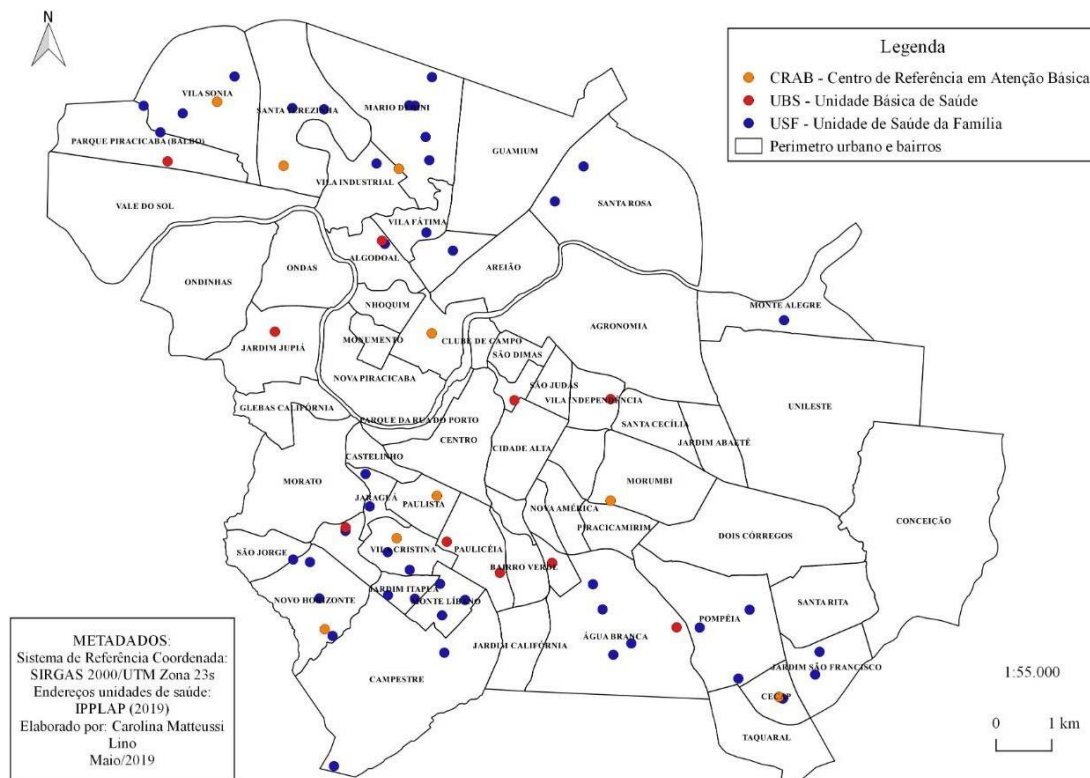 N
Legenda
CRAB - Centro de Referência em Atenção Básica
UBS - Unidade Básica de Saúde
USF - Unidade de Saúde da Família
Perimetro urbano e bairros
VILA SONIA
SANTA TEREZINHA
MARIO DEDINI
PARQUE PIRACICABA (BALBO)
GUAMIUM
VILA INDUSTRIAL
SANTA ROSA
VALE DO SOL
VILA FÁTIMA
ALGODOAL
AREIÃO
ONDAS
ONDINHAS
NHOQUIM
MONTE ALEGRE
AGRONOMIA
MONUMENTO
CLUBE DE CAMPO
JARDIM JUPIÁ
SÃO DIMAS
NOVA PIRACICABA
SÃO JUDAS
VILA INDEPENDÊNCIA
UNILESTE
GLEBAS CALIFÓRNIA
PARQUE DA RUA DO PORTO
SANTA CECÍLIA
CENTRO
CIDADE ALTA
JARDIM ABAETÉ
CASTELINHO
MORATO
MORUMBI
JARAGUÁ
PAULISTA
NOVA AMÉRICA
CONCEIÇÃO
PIRACICAMIRIM
DOIS CÓRREGOS
SÃO JORGE
VILA CRISTINA
PAULICÉIA
BAIRRO VERDE
JARDIM ITAPUÃ
NOVO HORIZONTE
MONTE LÍBANO
SANTA RITA
POMPÉIA
ÁGUA BRANCA
JARDIM CALIFÓRNIA
JARDIM SÃO FRANCISCO
CAMPESTRE
CECAP
TAQUARAL
METADADOS:
Sistema de Referência Coordenada:
SIRGAS 2000/UTM Zona 23s
Endereços unidades de saúde:
IPPLAP (2019)
Elaborado por: Carolina Matteussi
Lino
Maio/2019
1:55.000
0 1 km